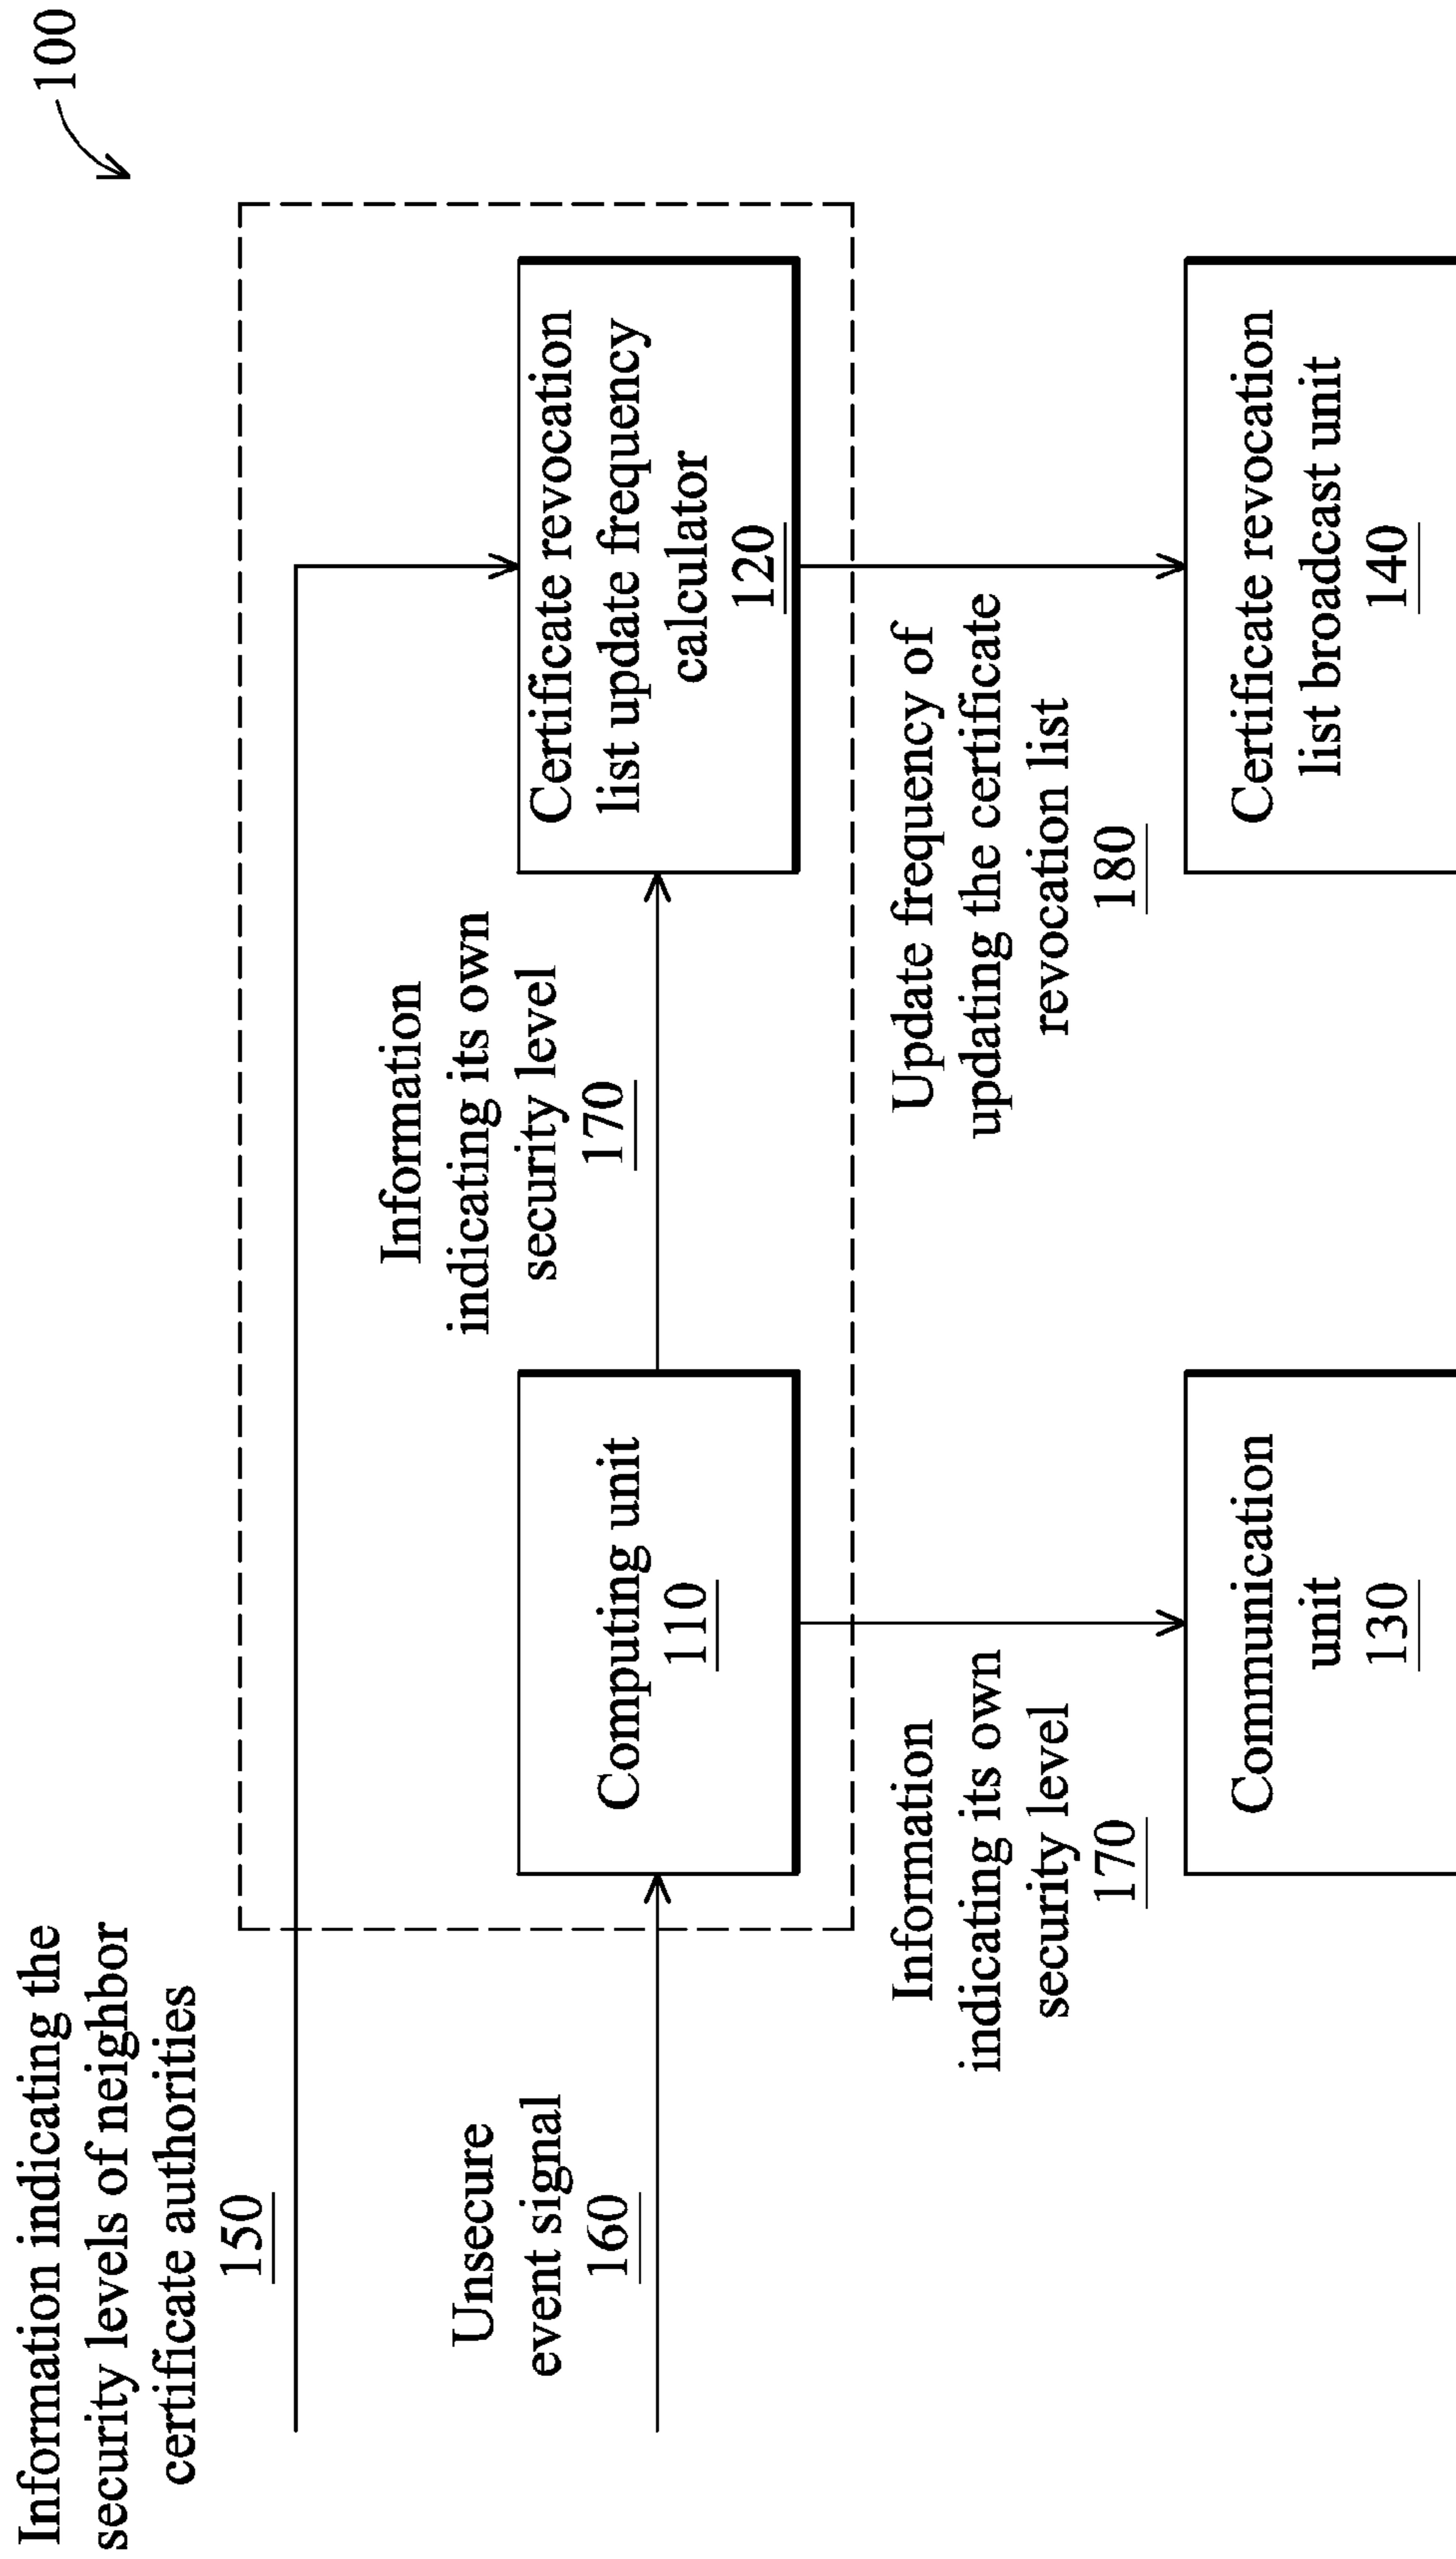 100
Information indicating the
security levels of neighbor
certificate authorities
150
Unsecure
event signal
160
Computing unit
110
Information
indicating its own
security level
170
Certificate revocation
list update frequency
calculator
120
Information
indicating its own
security level
170
Update frequency of
updating the certificate
revocation list
180
Communication
unit
130
Certificate revocation
list broadcast unit
140